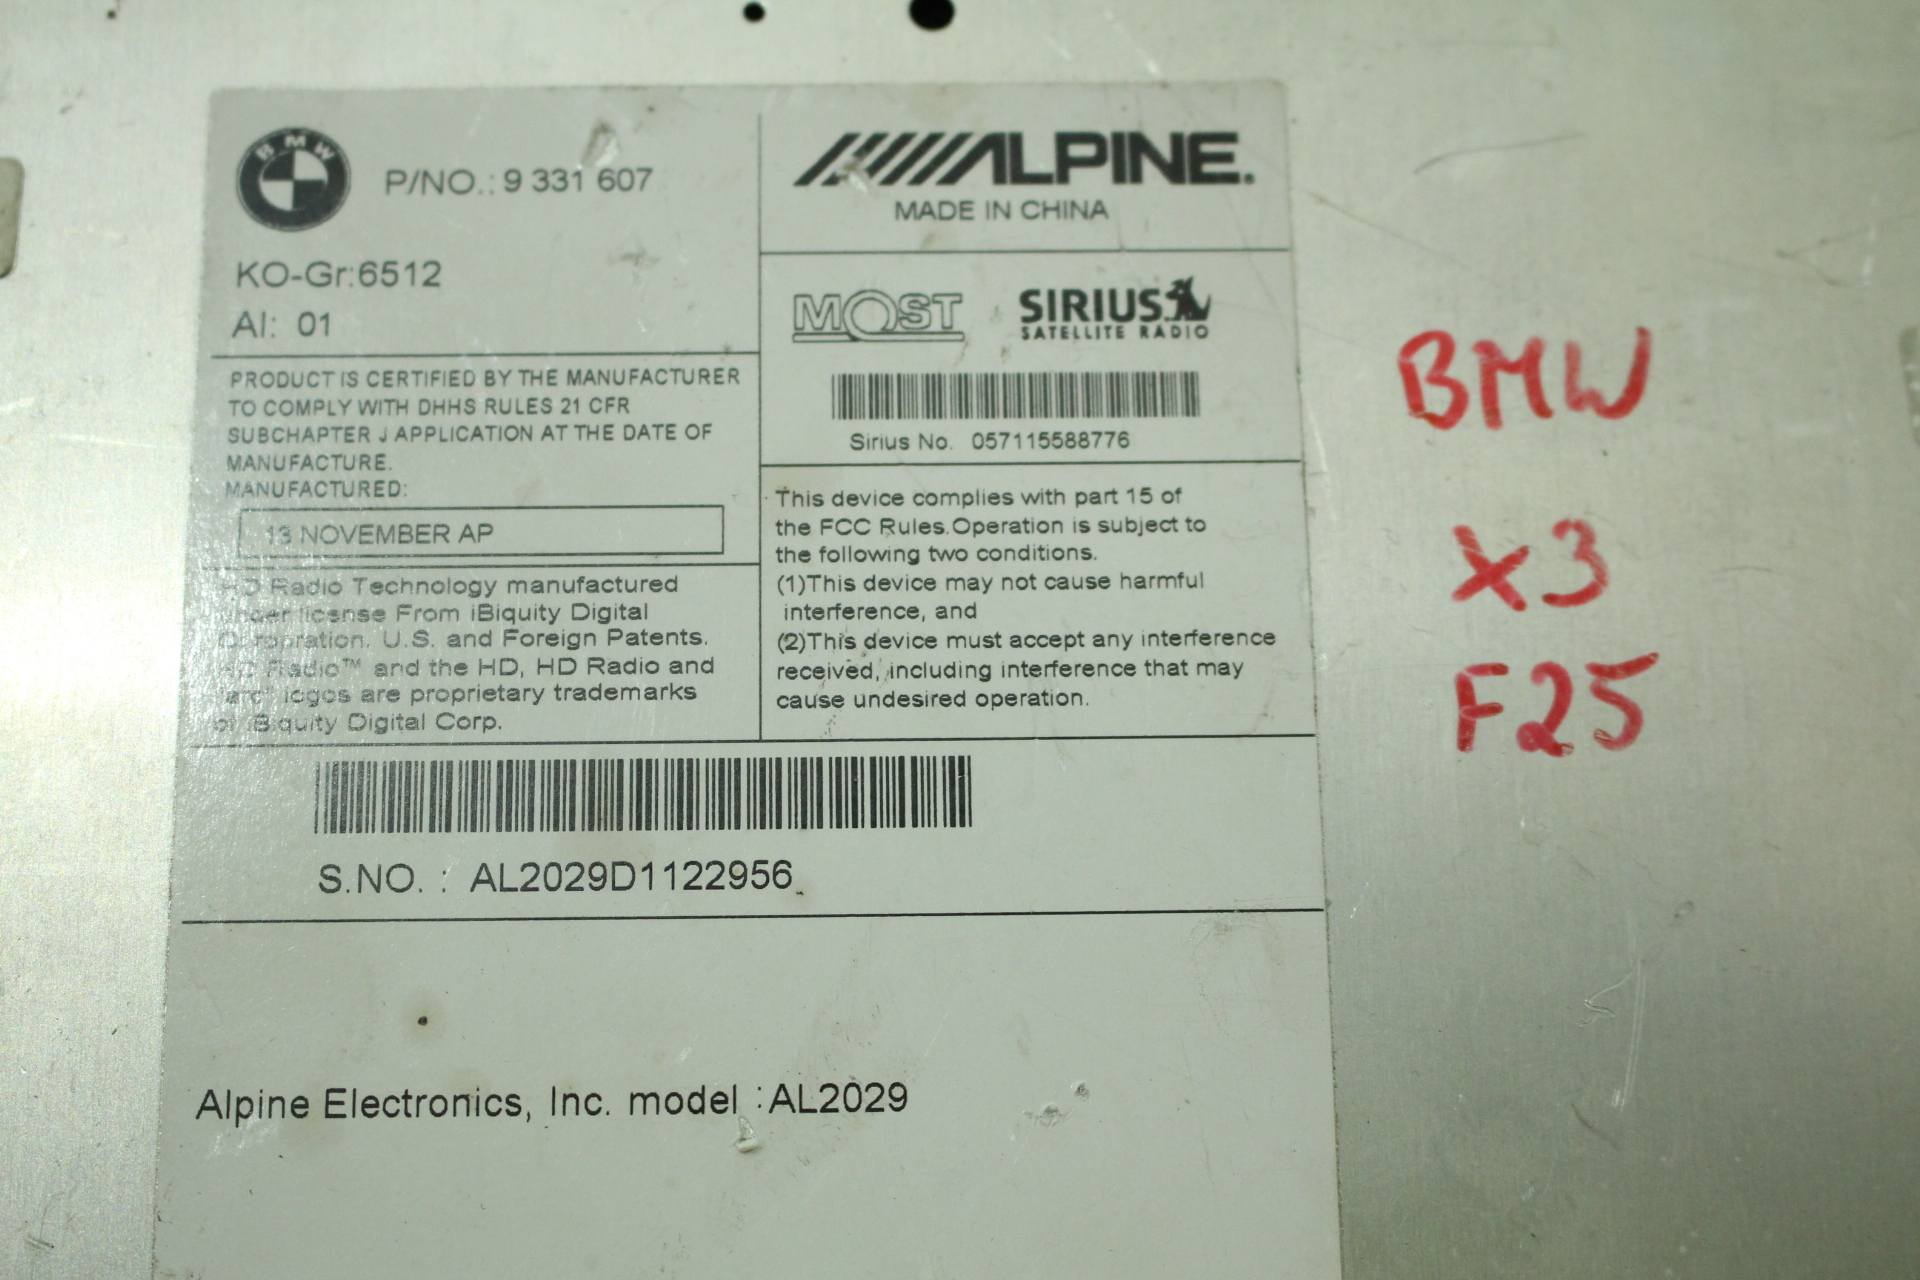 BMW
P/NO.: 9 331 607
KO-Gr:6512
AI: 01
PRODUCT IS CERTIFIED BY THE MANUFACTURER
TO COMPLY WITH DHHS RULES 21 CFR
SUBCHAPTER J APPLICATION AT THE DATE OF
MANUFACTURE.
MANUFACTURED:
13 NOVEMBER AP
HD Radio Technology manufactured
under license From iBiquity Digital
Corporation. U.S. and Foreign Patents.
HD Radio™ and the HD, HD Radio and
"arc" logos are proprietary trademarks
of iBiquity Digital Corp.
ALPINE.
MADE IN CHINA
MOST
SIRIUS
SATELLITE RADIO
Sirius No. 057115588776
This device complies with part 15 of
the FCC Rules.Operation is subject to
the following two conditions.
(1)This device may not cause harmful
interference, and
(2)This device must accept any interference
received, including interference that may
cause undesired operation.
S.NO. : AL2029D1122956
Alpine Electronics, Inc. model :AL2029
BMW
X3
F25